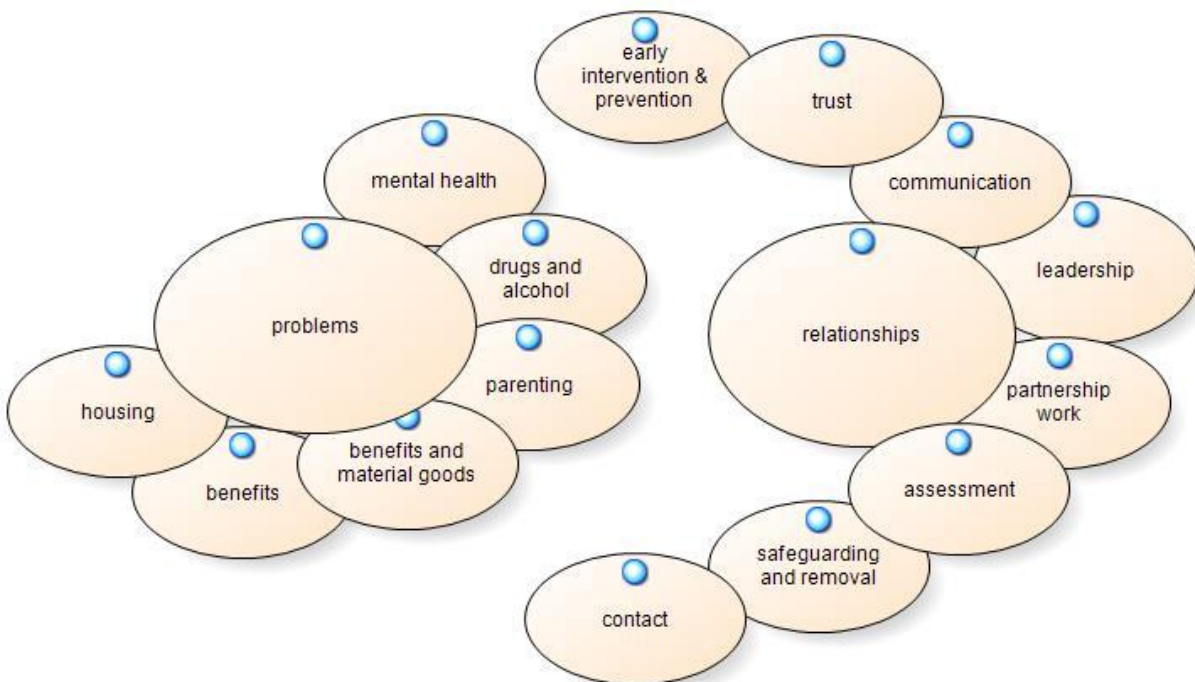 problems
mental health
drugs and
alcohol
parenting
benefits and
material goods
benefits
housing
relationships
early
intervention &
prevention
trust
communication
leadership
partnership
work
assessment
safeguarding
and removal
contact